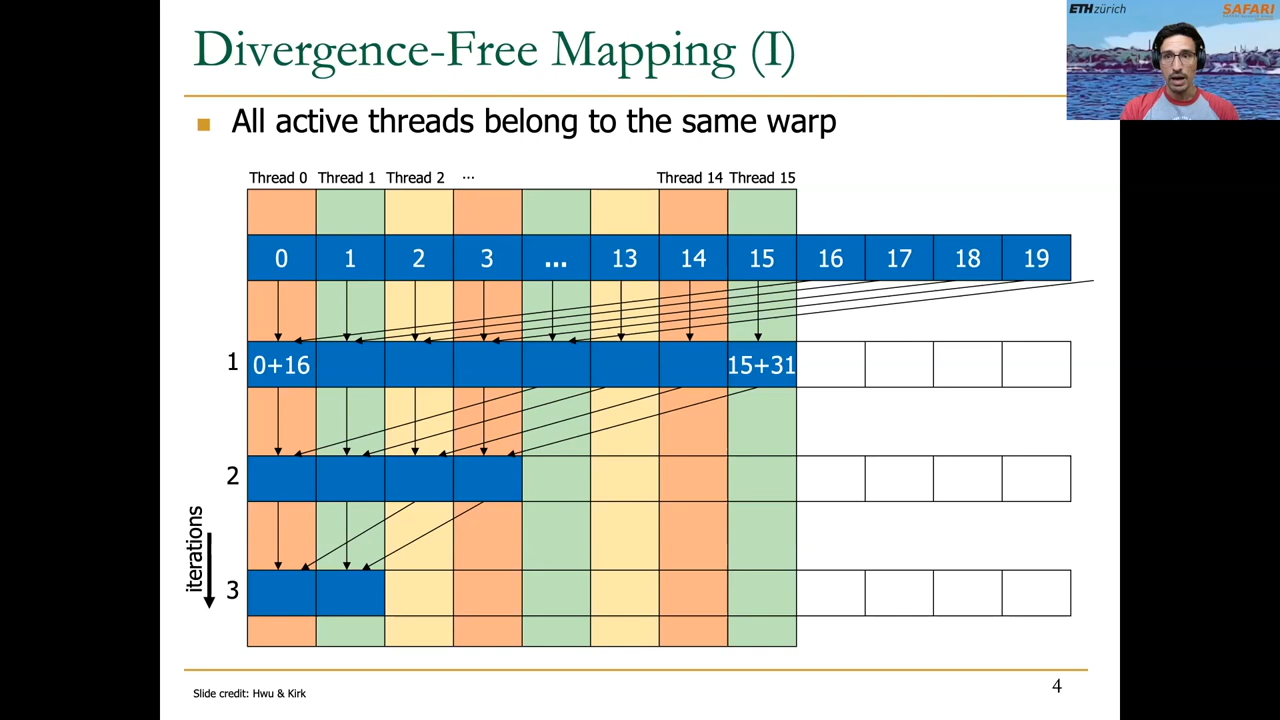 ETH zürich
SAFARI
Divergence-Free Mapping (I)
All active threads belong to the same warp
Thread 0 Thread 1 Thread 2 ... Thread 14 Thread 15
0 1 2 3 ... 13 14 15 16 17 18 19
1 0+16 15+31
2
iterations
3
Slide credit: Hwu & Kirk
4